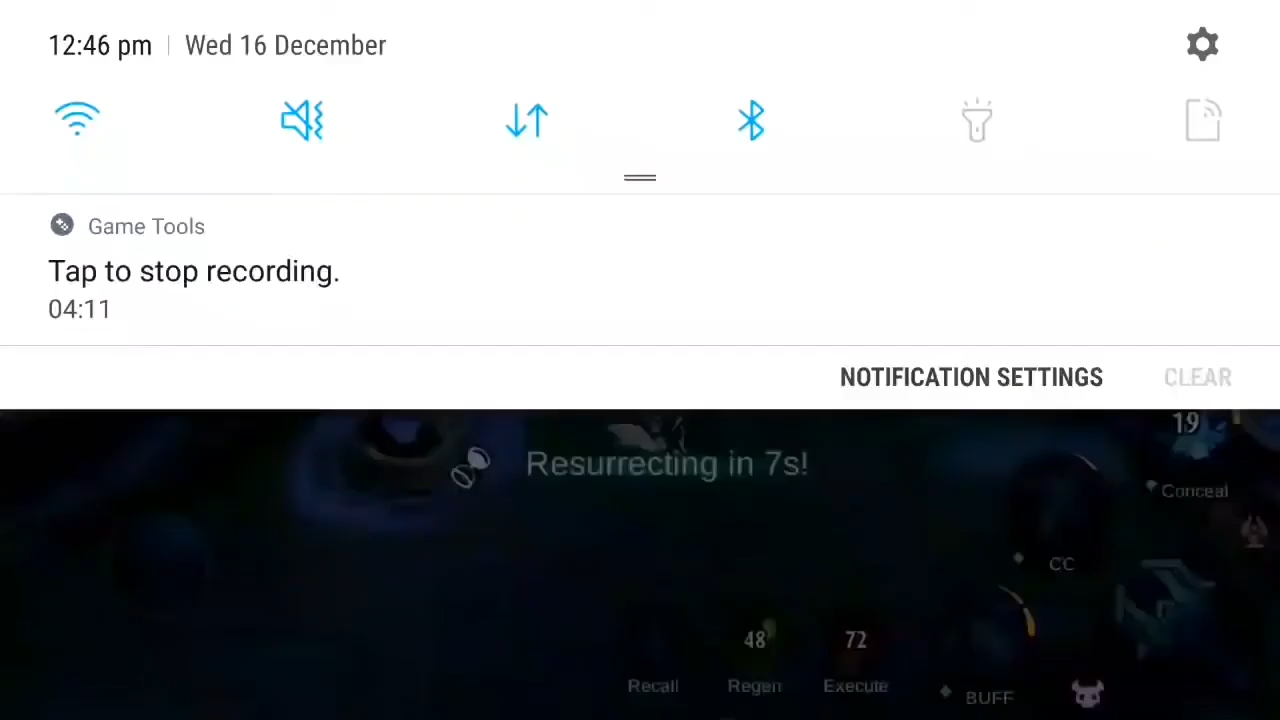 12:46 pm | Wed 16 December
Game Tools
Tap to stop recording.
04:11
NOTIFICATION SETTINGS CLEAR
19
Resurrecting in 7s!
Conceal
CC
48 72
Recall Regen Execute BUFF